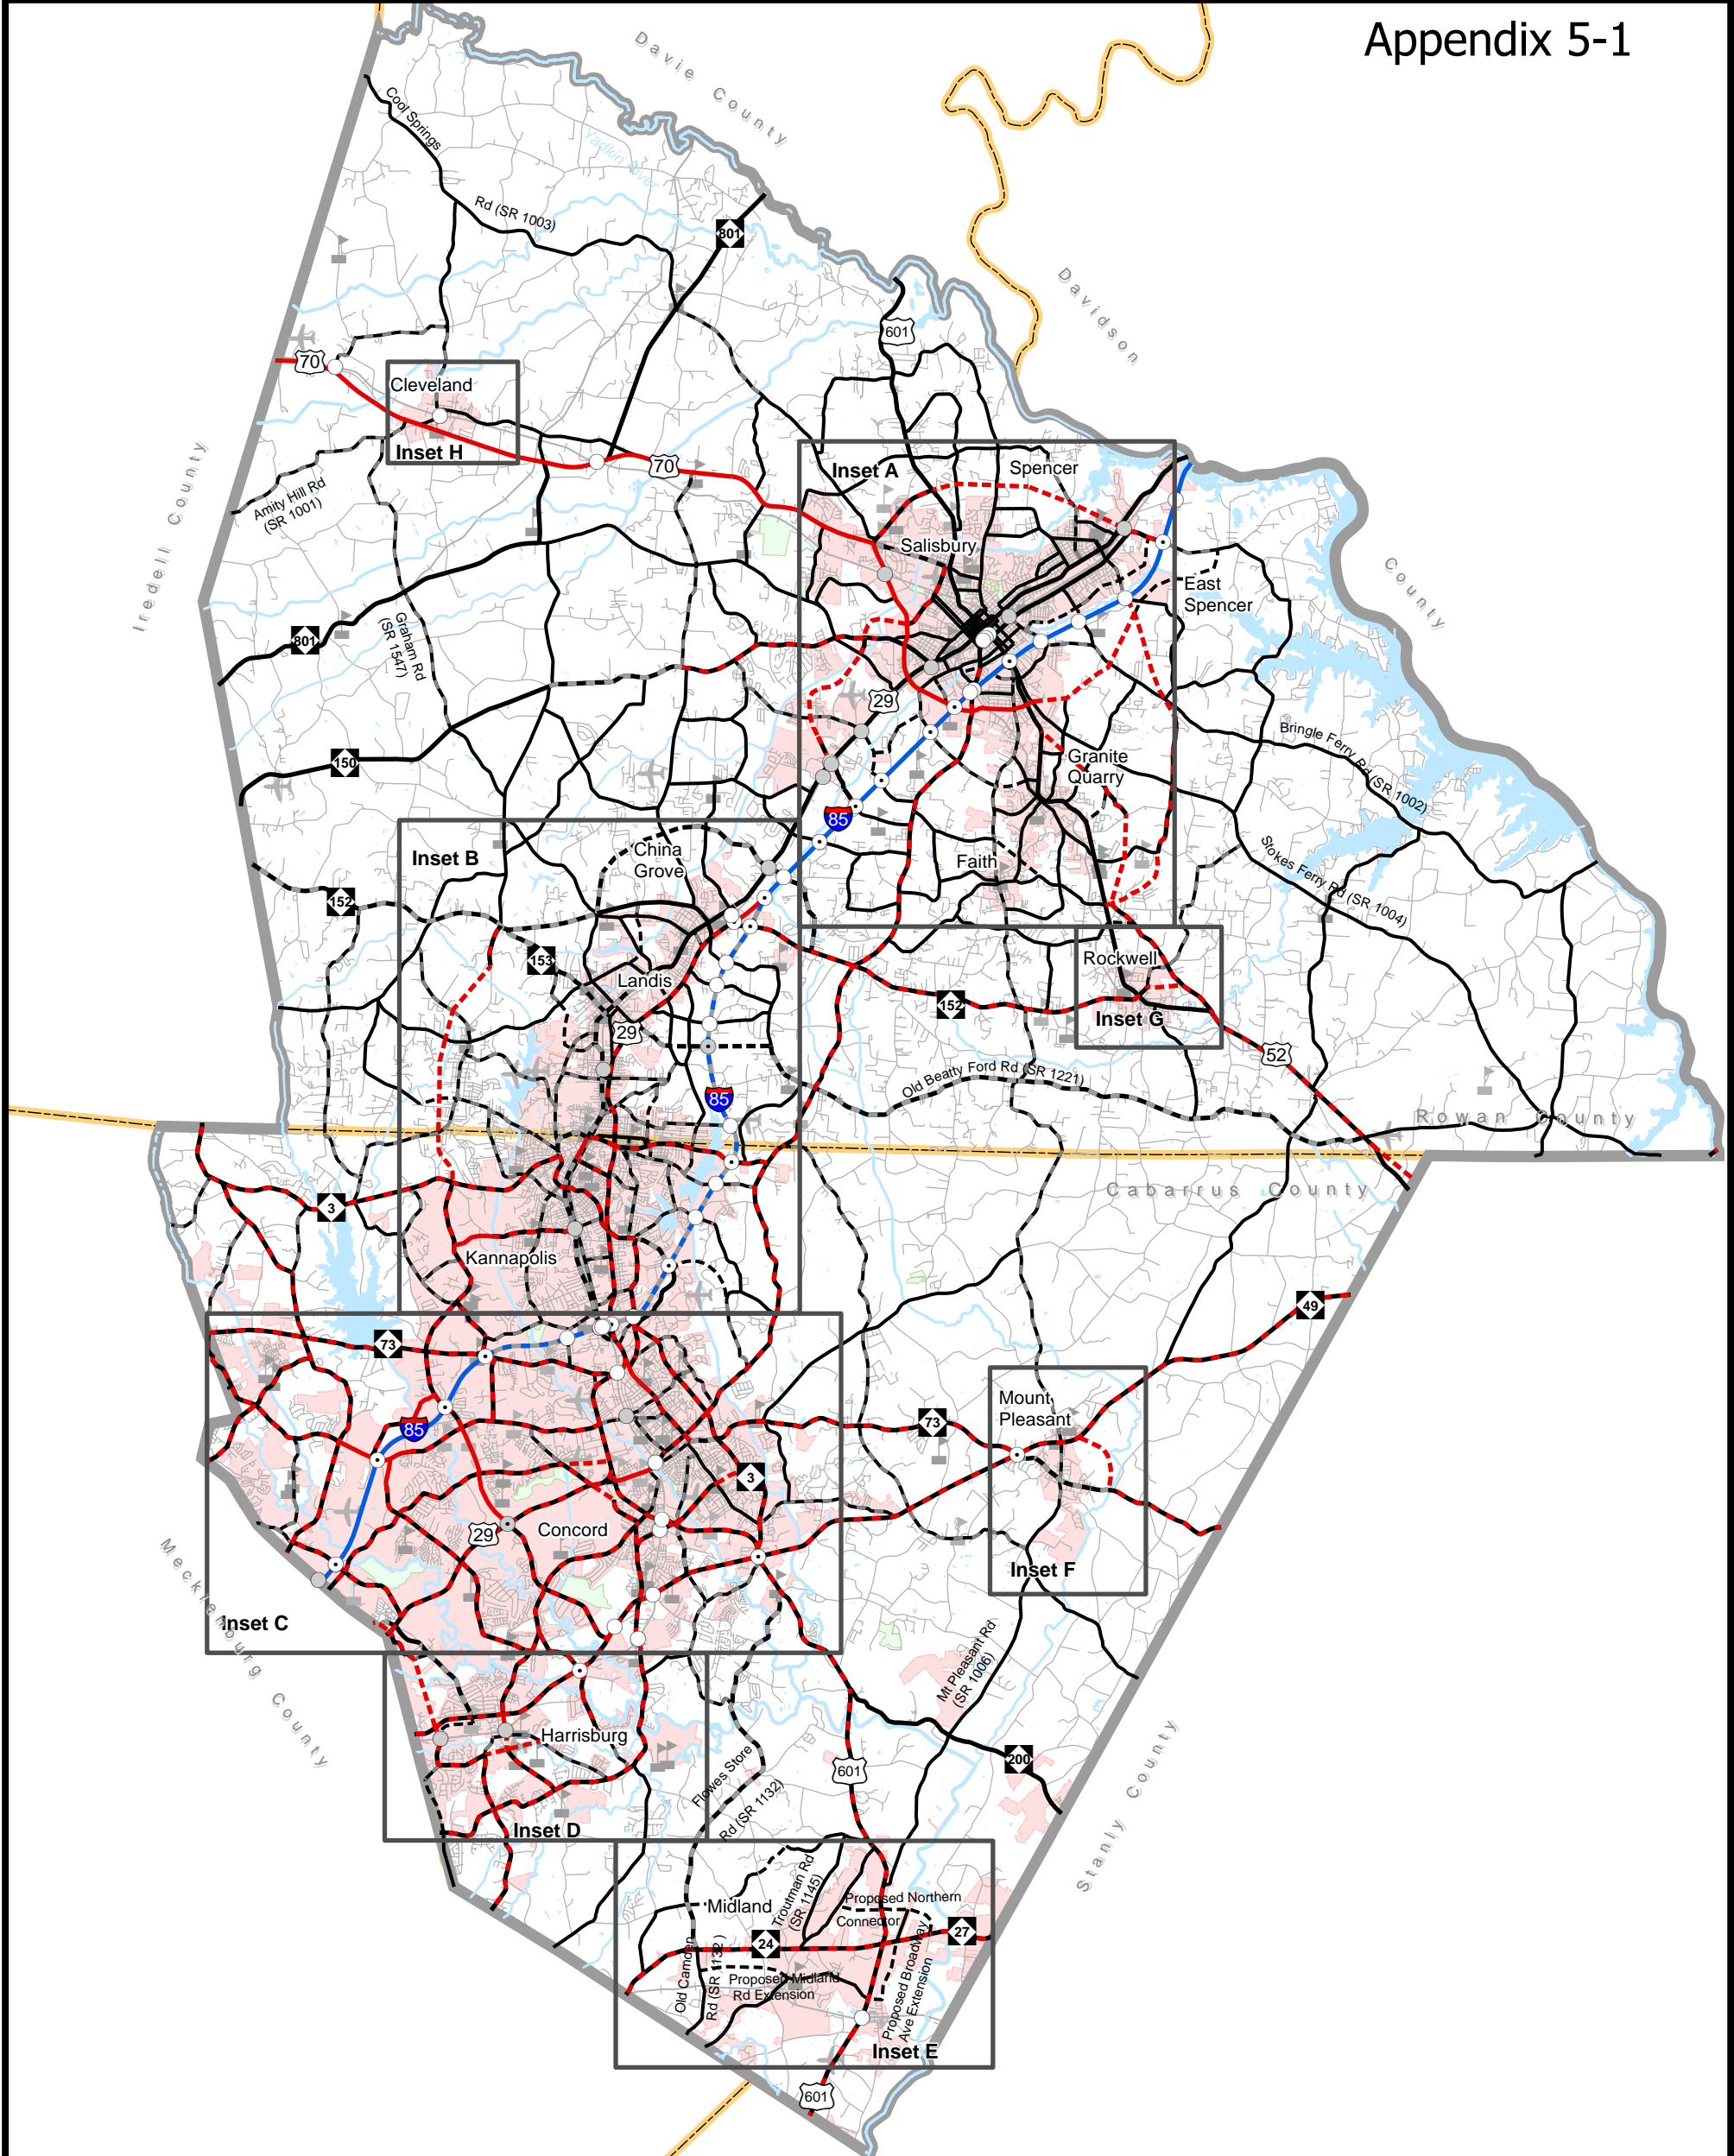 Appendix 5-1
Davie County
Cool Springs
Yadkin River
Rd (SR 1003)
801
Davidson
601
70
Cleveland
Inset H
70
Inset A
Spencer
Iredell County
Amity Hill Rd
(SR 1001)
Salisbury
County
East
Spencer
801
Graham Rd
(SR 1547)
29
Bringle Ferry Rd (SR 1002)
150
Granite
Quarry
85
Stokes Ferry Rd (SR 1004)
Inset B
China
Grove
Faith
152
153
Landis
Rockwell
152
Inset G
29
52
Old Beatty Ford Rd (SR 1221)
85
Rowan County
Cabarrus County
3
Kannapolis
49
73
Mount
Pleasant
73
85
3
29
Concord
Inset F
Mecklenburg County
Inset C
Mt Pleasant Rd
(SR 1006)
Harrisburg
Stanly County
200
601
Flowes Store
Rd (SR 1132)
Inset D
Troutman Rd
(SR 1145)
Midland
Proposed Northern
Connector
27
24
Old Camden
Rd (SR 1132 )
Proposed Midland
Rd Extension
Proposed Broadway
Ave Extension
Inset E
601